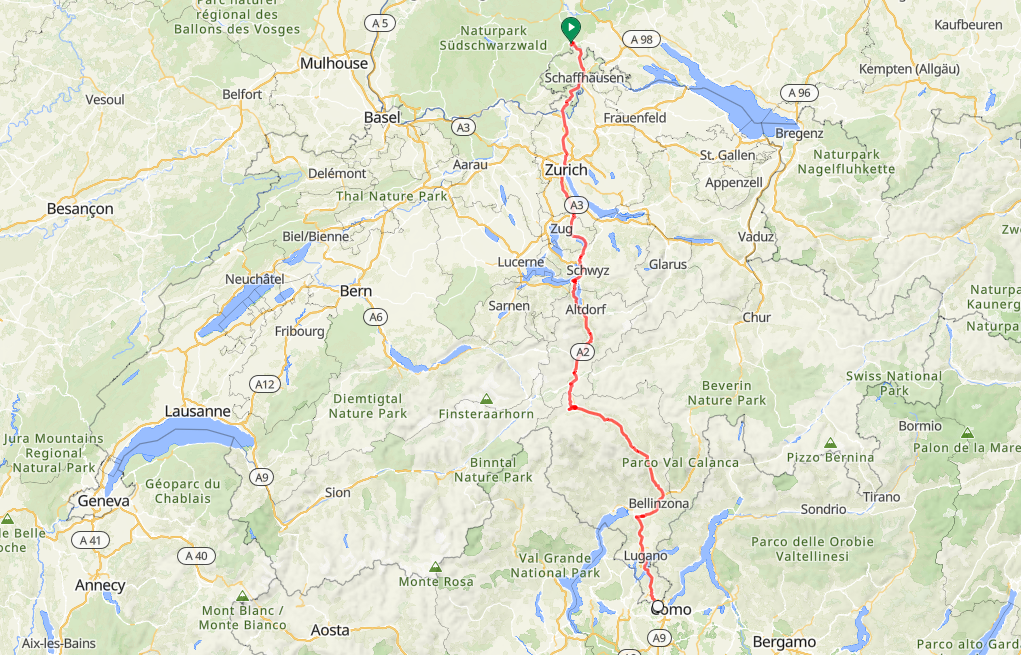 Parc naturel
régional des
Ballons des Vosges
A 5
Naturpark
Südschwarzwald
A 98
Kaufbeuren
Mulhouse
Schaffhausen
Kempten (Allgäu)
Vesoul
Belfort
A 96
Basel
A3
Frauenfeld
Bregenz
Aarau
Zurich
St. Gallen
Naturpark
Nagelfluhkette
Delémont
Appenzell
Thal Nature Park
Besançon
A3
Zug
Biel/Bienne
Vaduz
Lucerne
Schwyz
Glarus
Neuchâtel
Bern
Sarnen
Altdorf
Naturpa
Kaunerg
Naturpa
A6
Chur
Fribourg
A2
A12
Swiss National
Park
Beverin
Nature Park
Diemtigtal
Nature Park
Finsteraarhorn
Lausanne
Bormio
Jura Mountains
Regional
Natural Park
Palon de la Mare
Pizzo Bernina
Binntal
Nature Park
Parco Val Calànca
A9
Géoparc du
Chablais
Sion
Geneva
Bellinzona
Tirano
Sondrio
le Belle
oche
A 41
A 40
Val Grande
National Park
Lugano
Parco delle Orobie
Valtellinesi
Monte Rosa
Annecy
Mont Blanc /
Monte Bianco
Como
Aosta
A9
Aix-les-Bains
Bergamo
Parco alto Gard